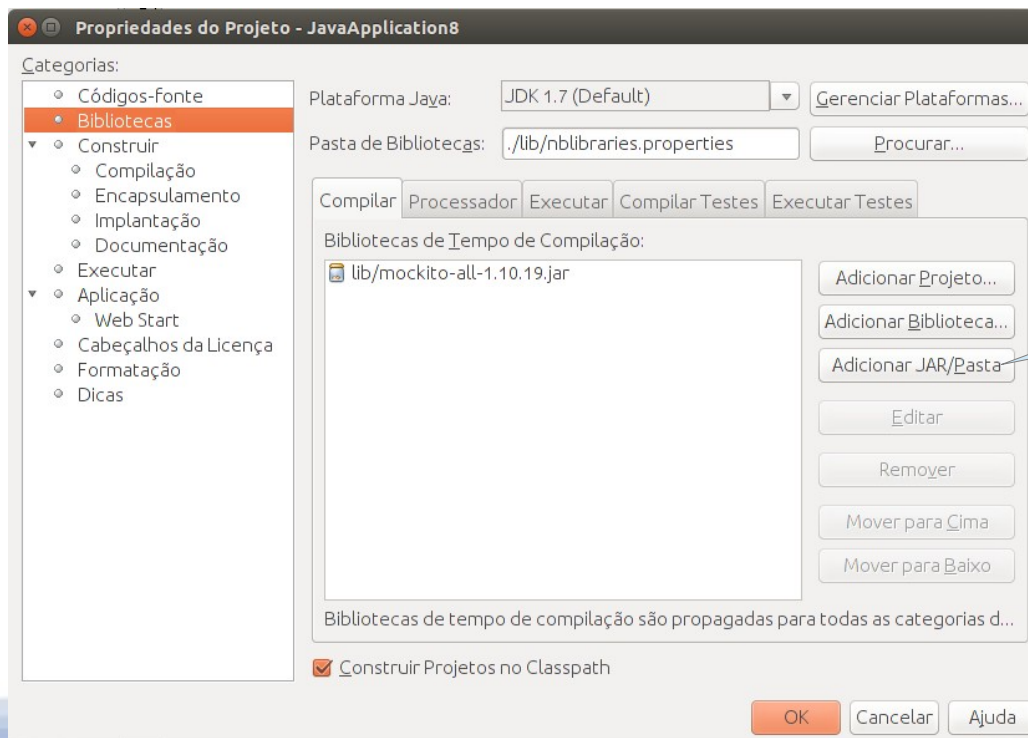 Propriedades do Projeto - JavaApplication8
Categorias:
Códigos-fonte
Bibliotecas
Construir
Compilação
Encapsulamento
Implantação
Documentação
Executar
Aplicação
Web Start
Cabeçalhos da Licença
Formatação
Dicas
Plataforma Java: JDK 1.7 (Default) Gerenciar Plataformas...
Pasta de Bibliotecas: ./lib/nblibraries.properties Procurar...
Compilar Processador Executar Compilar Testes Executar Testes
Bibliotecas de Tempo de Compilação:
lib/mockito-all-1.10.19.jar
Adicionar Projeto...
Adicionar Biblioteca...
Adicionar JAR/Pasta
Editar
Remover
Mover para Cima
Mover para Baixo
Bibliotecas de tempo de compilação são propagadas para todas as categorias d...
Construir Projetos no Classpath
OK Cancelar Ajuda